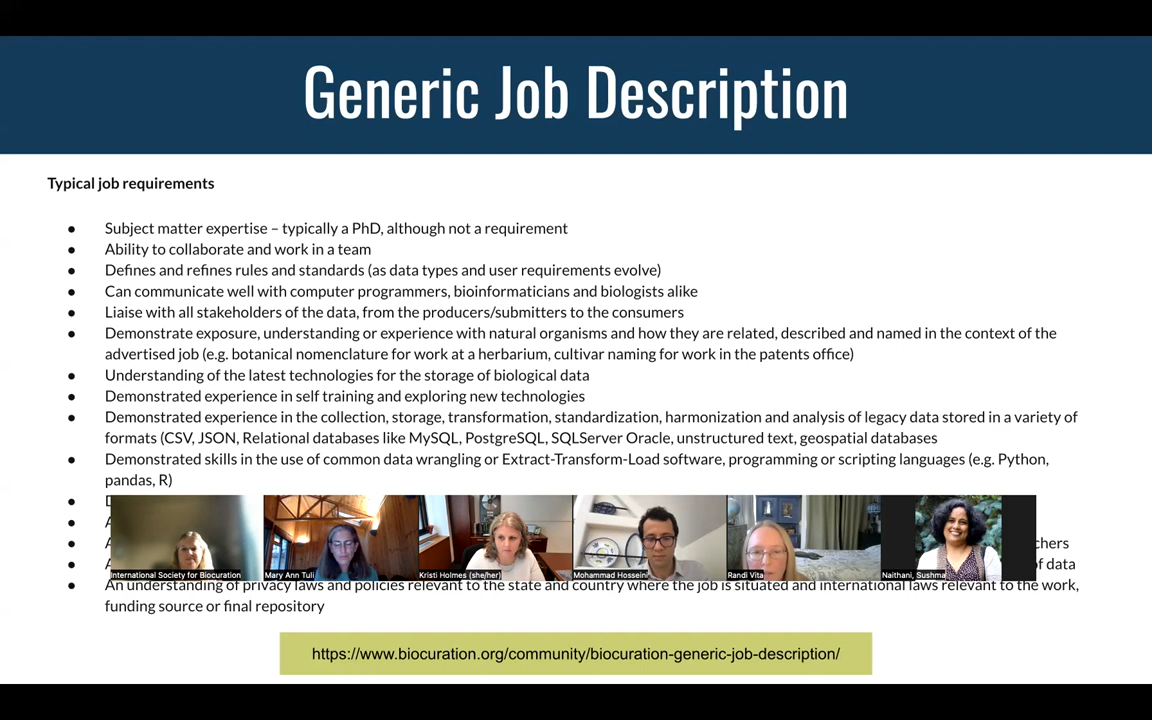 Generic Job Description
Typical job requirements
● Subject matter expertise – typically a PhD, although not a requirement
● Ability to collaborate and work in a team
● Defines and refines rules and standards (as data types and user requirements evolve)
● Can communicate well with computer programmers, bioinformaticians and biologists alike
● Liaise with all stakeholders of the data, from the producers/submitters to the consumers
● Demonstrate exposure, understanding or experience with natural organisms and how they are related, described and named in the context of the
advertised job (e.g. botanical nomenclature for work at a herbarium, cultivar naming for work in the patents office)
● Understanding of the latest technologies for the storage of biological data
● Demonstrated experience in self training and exploring new technologies
● Demonstrated experience in the collection, storage, transformation, standardization, harmonization and analysis of legacy data stored in a variety of
formats (CSV, JSON, Relational databases like MySQL, PostgreSQL, SQLServer Oracle, unstructured text, geospatial databases
● Demonstrated skills in the use of common data wrangling or Extract-Transform-Load software, programming or scripting languages (e.g. Python,
pandas, R)
chers
of data
International Society for Biocuration
Mary Ann Tuli
Kristi Holmes (she/her)
Mohammad Hosseini
Randi Vita
Naithani, Sushma
● An understanding of privacy laws and policies relevant to the state and country where the job is situated and international laws relevant to the work,
funding source or final repository
https://www.biocuration.org/community/biocuration-generic-job-description/